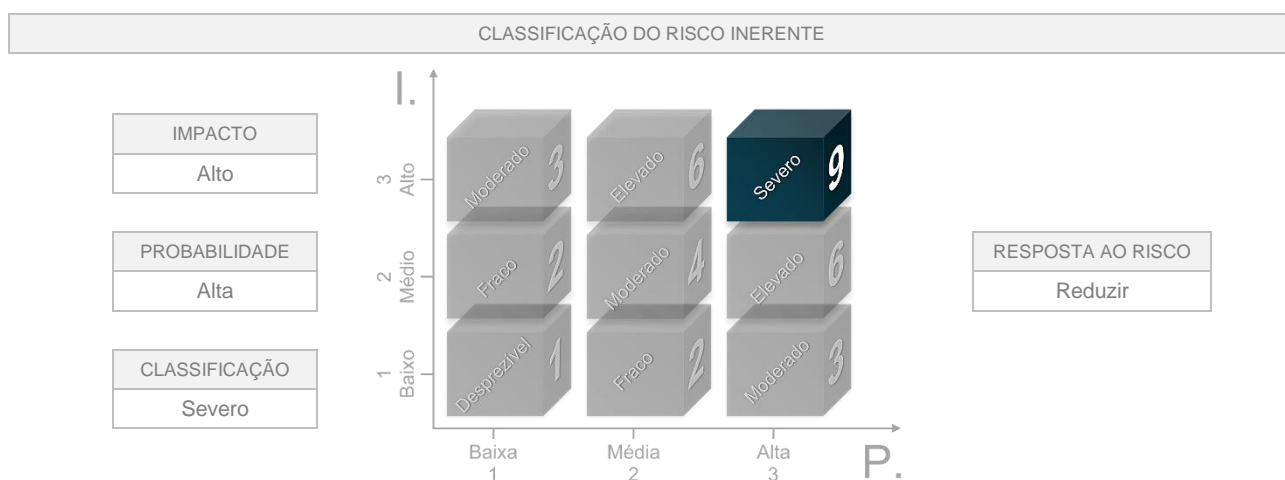 CLASSIFICAÇÃO DO RISCO INERENTE
IMPACTO
Alto
PROBABILIDADE
Alta
CLASSIFICAÇÃO
Severo
I.
3
Alto
Moderado 3
Elevado 6
Severo 9
2
Médio
Fraco 2
Moderado 4
Elevado 6
1
Baixo
Desprezível 1
Fraco 2
Moderado 3
Baixa
1
Média
2
Alta
3
P.
RESPOSTA AO RISCO
Reduzir